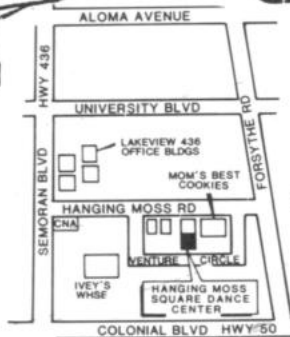 ALOMA AVENUE
HWY 436
UNIVERSITY BLVD
FORSYTHE RD
LAKEVIEW 436
OFFICE BLDGS
MOM'S BEST
COOKIES
SEMORAN BLVD
HANGING MOSS RD
CNA
VENTURE CIRCLE
IVEY'S
WHSE
HANGING MOSS
SQUARE DANCE
CENTER
COLONIAL BLVD HWY 50